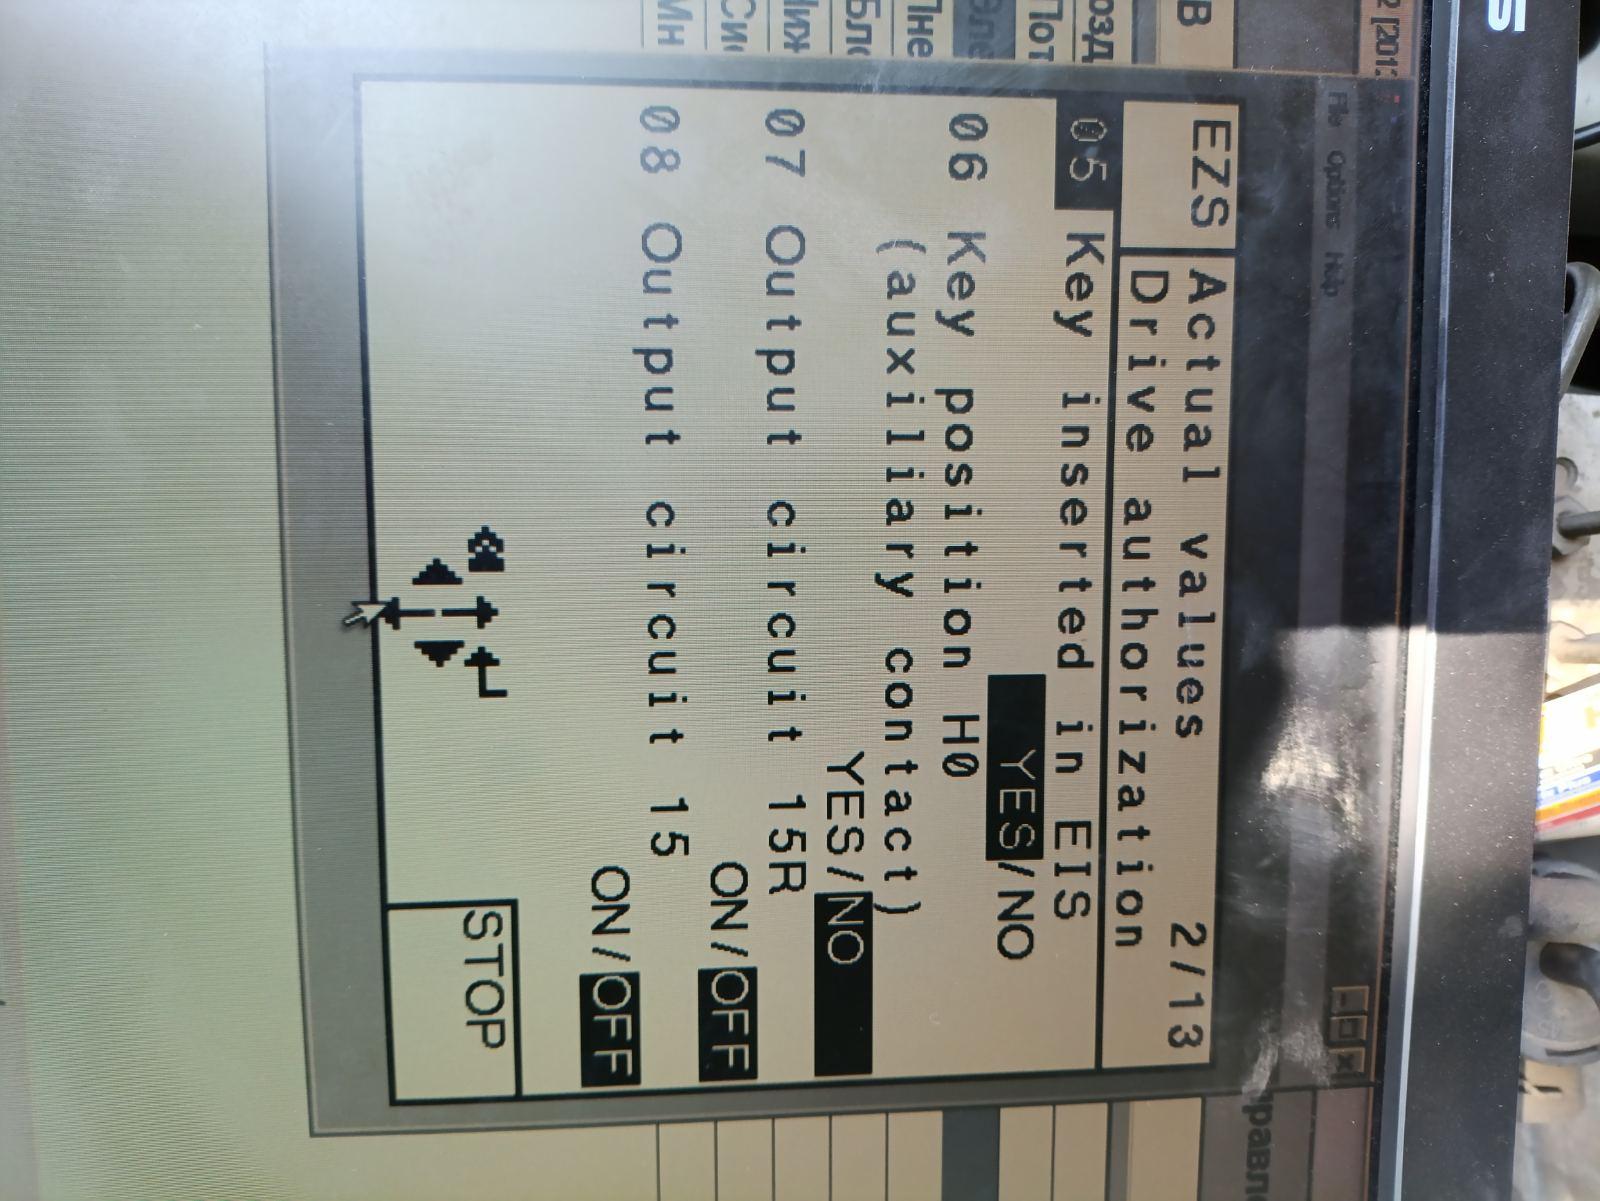 File Options Help
EZS
Actual values 2/13
Drive authorization
05 Key inserted in EIS
YES/NO
06 Key position H0
(auxiliary contact)
YES/NO
07 Output circuit 15R
ON/OFF
08 Output circuit 15
ON/OFF
STOP